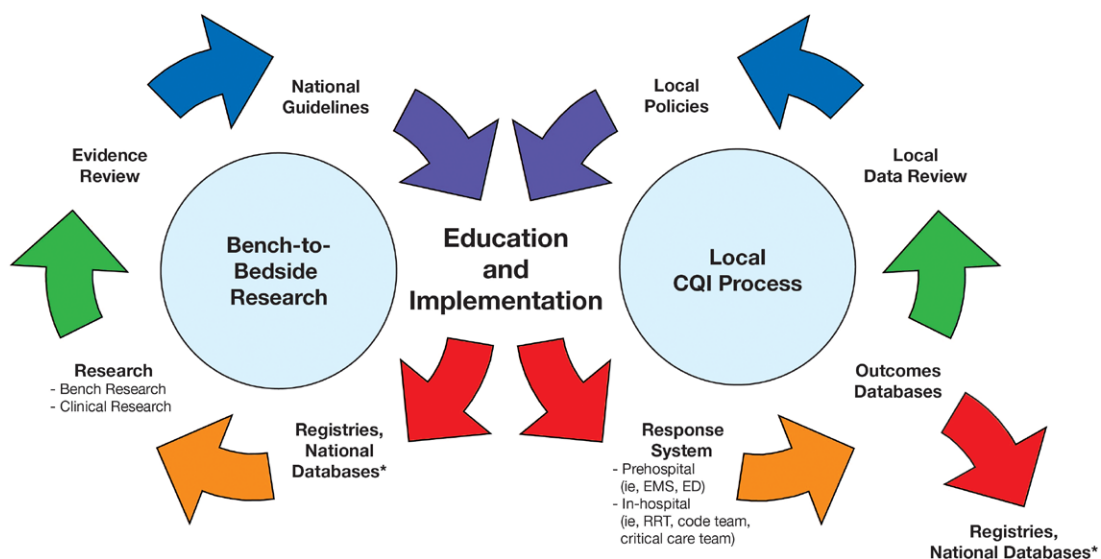 National
Guidelines
Local
Policies
Evidence
Review
Local
Data Review
Bench-to-
Bedside
Research
Education
and
Implementation
Local
CQI Process
Research
- Bench Research
- Clinical Research
Registries,
National
Databases*
Response
System
- Prehospital
(ie, EMS, ED)
- In-hospital
(ie, RRT, code team,
critical care team)
Outcomes
Databases
Registries,
National Databases*